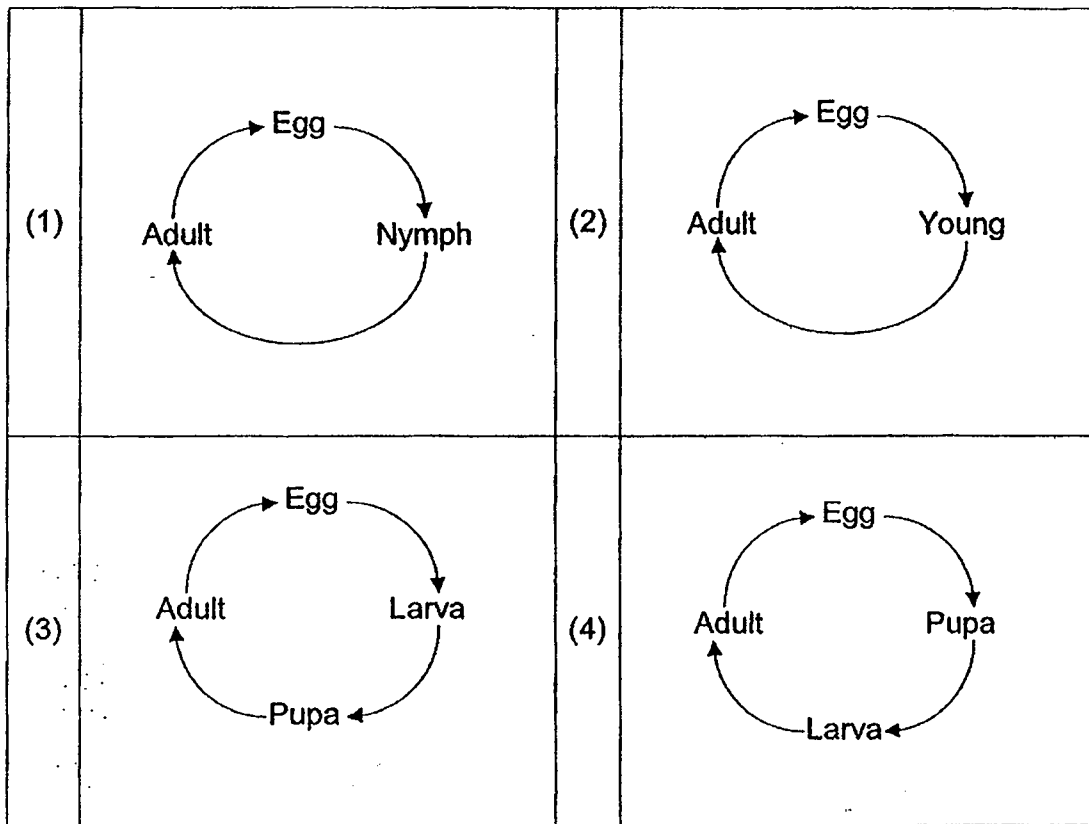 (1)
Egg
Adult
Nymph
(2)
Egg
Adult
Young
(3)
Egg
Adult
Larva
Pupa
(4)
Egg
Adult
Pupa
Larva